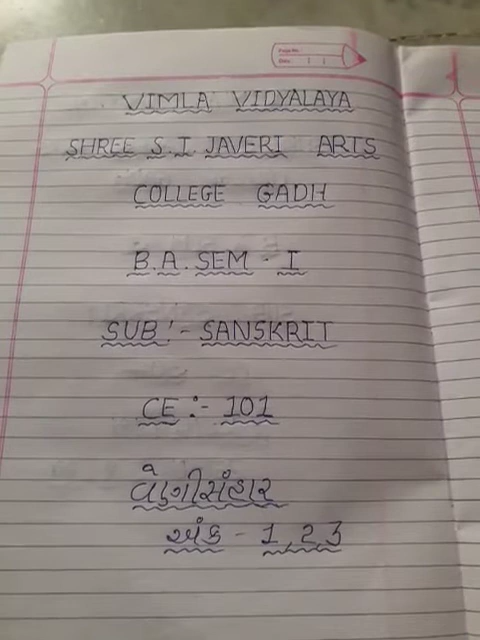 VIMLA VIDYALAYA
SHREE S.I JAVERI ARTS
COLLEGE GADH
B.A. SEM - I
SUB :- SANSKRIT
CE :- 101
વેણીસંહાર
અંક - 1,2,3